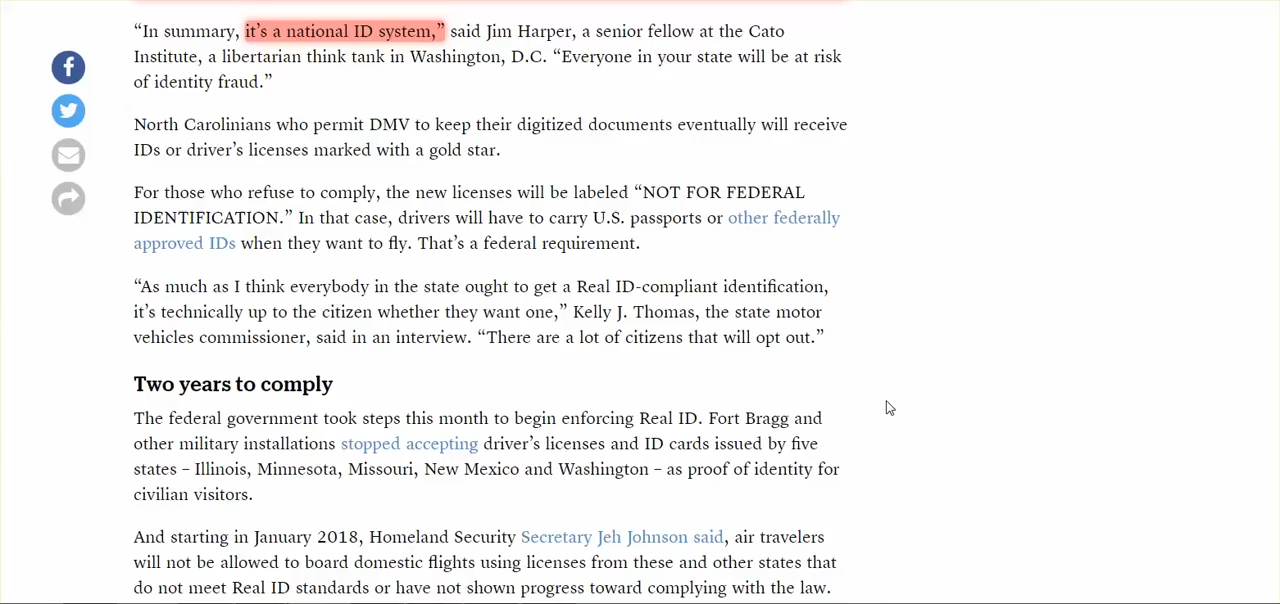 “In summary, it’s a national ID system,” said Jim Harper, a senior fellow at the Cato
Institute, a libertarian think tank in Washington, D.C. “Everyone in your state will be at risk
of identity fraud.”
North Carolinians who permit DMV to keep their digitized documents eventually will receive
IDs or driver’s licenses marked with a gold star.
For those who refuse to comply, the new licenses will be labeled “NOT FOR FEDERAL
IDENTIFICATION.” In that case, drivers will have to carry U.S. passports or other federally
approved IDs when they want to fly. That’s a federal requirement.
“As much as I think everybody in the state ought to get a Real ID-compliant identification,
it’s technically up to the citizen whether they want one,” Kelly J. Thomas, the state motor
vehicles commissioner, said in an interview. “There are a lot of citizens that will opt out.”
Two years to comply
The federal government took steps this month to begin enforcing Real ID. Fort Bragg and
other military installations stopped accepting driver’s licenses and ID cards issued by five
states – Illinois, Minnesota, Missouri, New Mexico and Washington – as proof of identity for
civilian visitors.
And starting in January 2018, Homeland Security Secretary Jeh Johnson said, air travelers
will not be allowed to board domestic flights using licenses from these and other states that
do not meet Real ID standards or have not shown progress toward complying with the law.